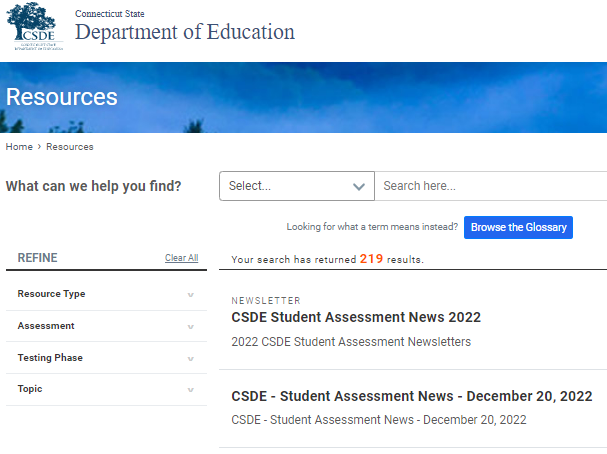 CSDE
Connecticut State
Department of Education
Resources
Home › Resources
What can we help you find?
Select...
Search here...
Looking for what a term means instead? Browse the Glossary
REFINE
Clear All
Your search has returned 219 results.
Resource Type
Assessment
Testing Phase
Topic
NEWSLETTER
CSDE Student Assessment News 2022
2022 CSDE Student Assessment Newsletters
CSDE - Student Assessment News - December 20, 2022
CSDE - Student Assessment News - December 20, 2022